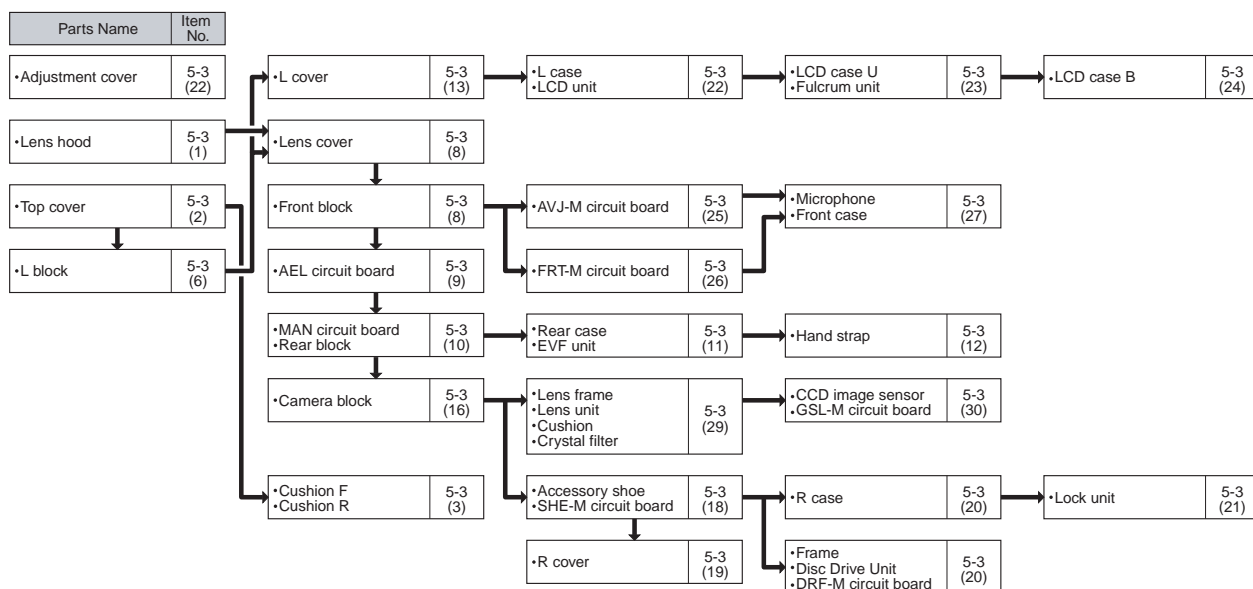 Parts Name
Item
No.
•Adjustment cover
5-3
(22)
•L cover
5-3
(13)
•L case
•LCD unit
5-3
(22)
•LCD case U
•Fulcrum unit
5-3
(23)
•LCD case B
5-3
(24)
•Lens hood
5-3
(1)
•Lens cover
5-3
(8)
•Top cover
5-3
(2)
•Front block
5-3
(8)
•AVJ-M circuit board
5-3
(25)
•Microphone
•Front case
5-3
(27)
•L block
5-3
(6)
•AEL circuit board
5-3
(9)
•FRT-M circuit board
5-3
(26)
•MAN circuit board
•Rear block
5-3
(10)
•Rear case
•EVF unit
5-3
(11)
•Hand strap
5-3
(12)
•Camera block
5-3
(16)
•Lens frame
•Lens unit
•Cushion
•Crystal filter
5-3
(29)
•CCD image sensor
•GSL-M circuit board
5-3
(30)
•Cushion F
•Cushion R
5-3
(3)
•Accessory shoe
•SHE-M circuit board
5-3
(18)
•R case
5-3
(20)
•Lock unit
5-3
(21)
•R cover
5-3
(19)
•Frame
•Disc Drive Unit
•DRF-M circuit board
5-3
(20)